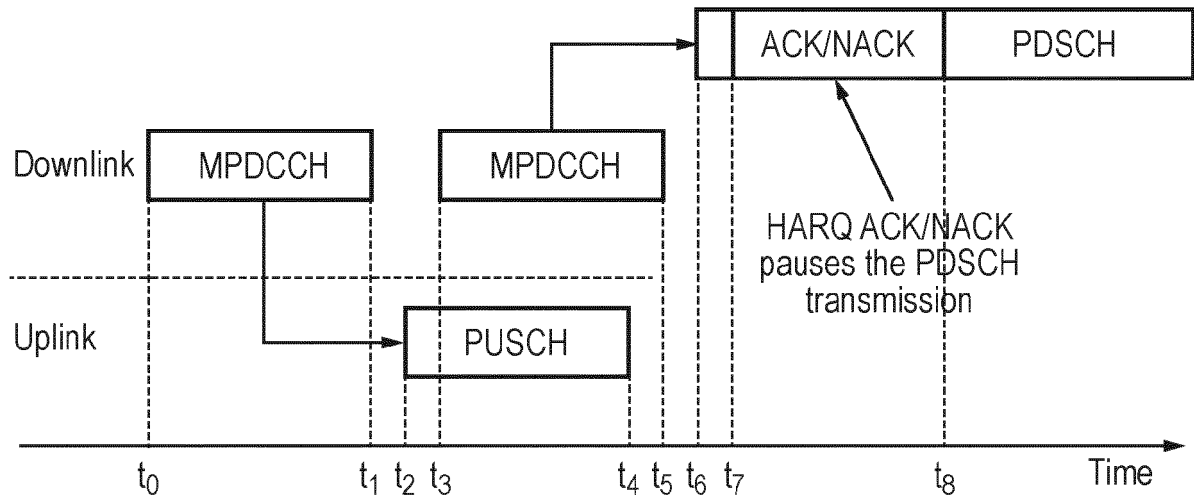 ACK/NACK PDSCH
Downlink MPDCCH MPDCCH
HARQ ACK/NACK
pauses the PDSCH
transmission
Uplink PUSCH
t0 t1 t2 t3 t4 t5 t6 t7 t8 Time